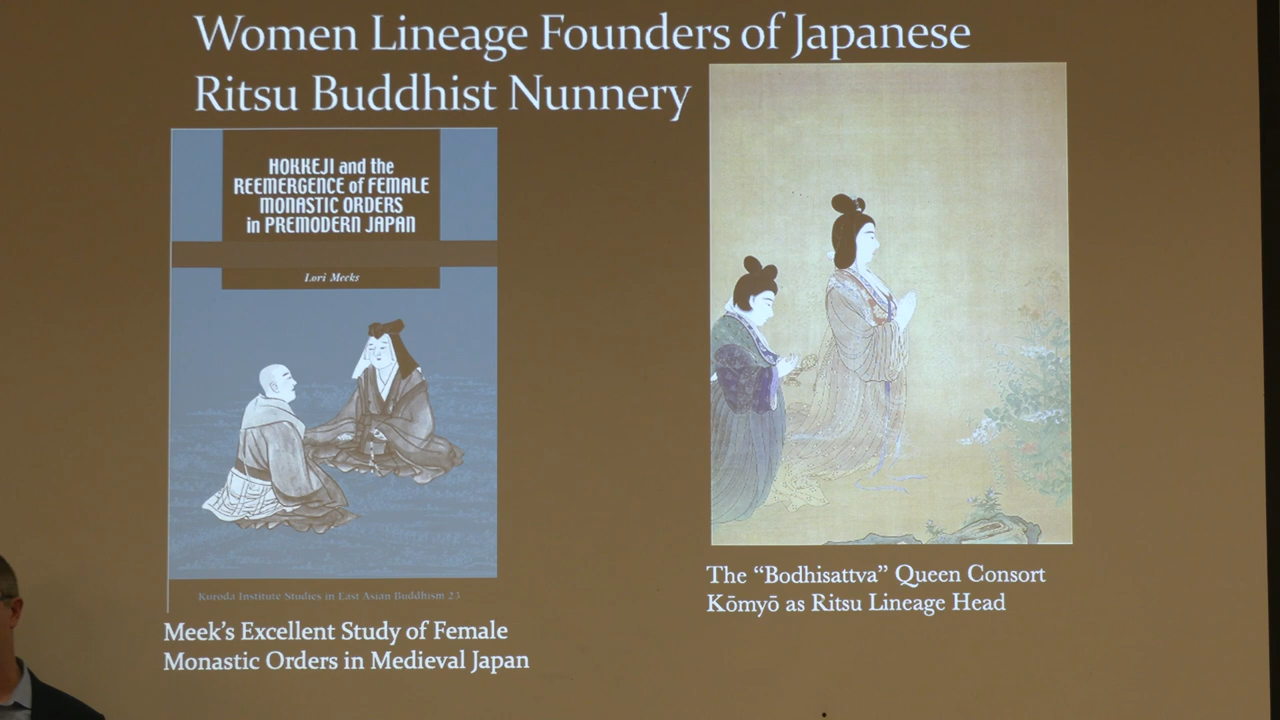 Women Lineage Founders of Japanese
Ritsu Buddhist Nunnery
HOKKEJI and the
REEMERGENCE of FEMALE
MONASTIC ORDERS
in PREMODERN JAPAN
Lori Meeks
Kuroda Institute Studies in East Asian Buddhism 23
Meek's Excellent Study of Female
Monastic Orders in Medieval Japan
The “Bodhisattva” Queen Consort
Kōmyō as Ritsu Lineage Head